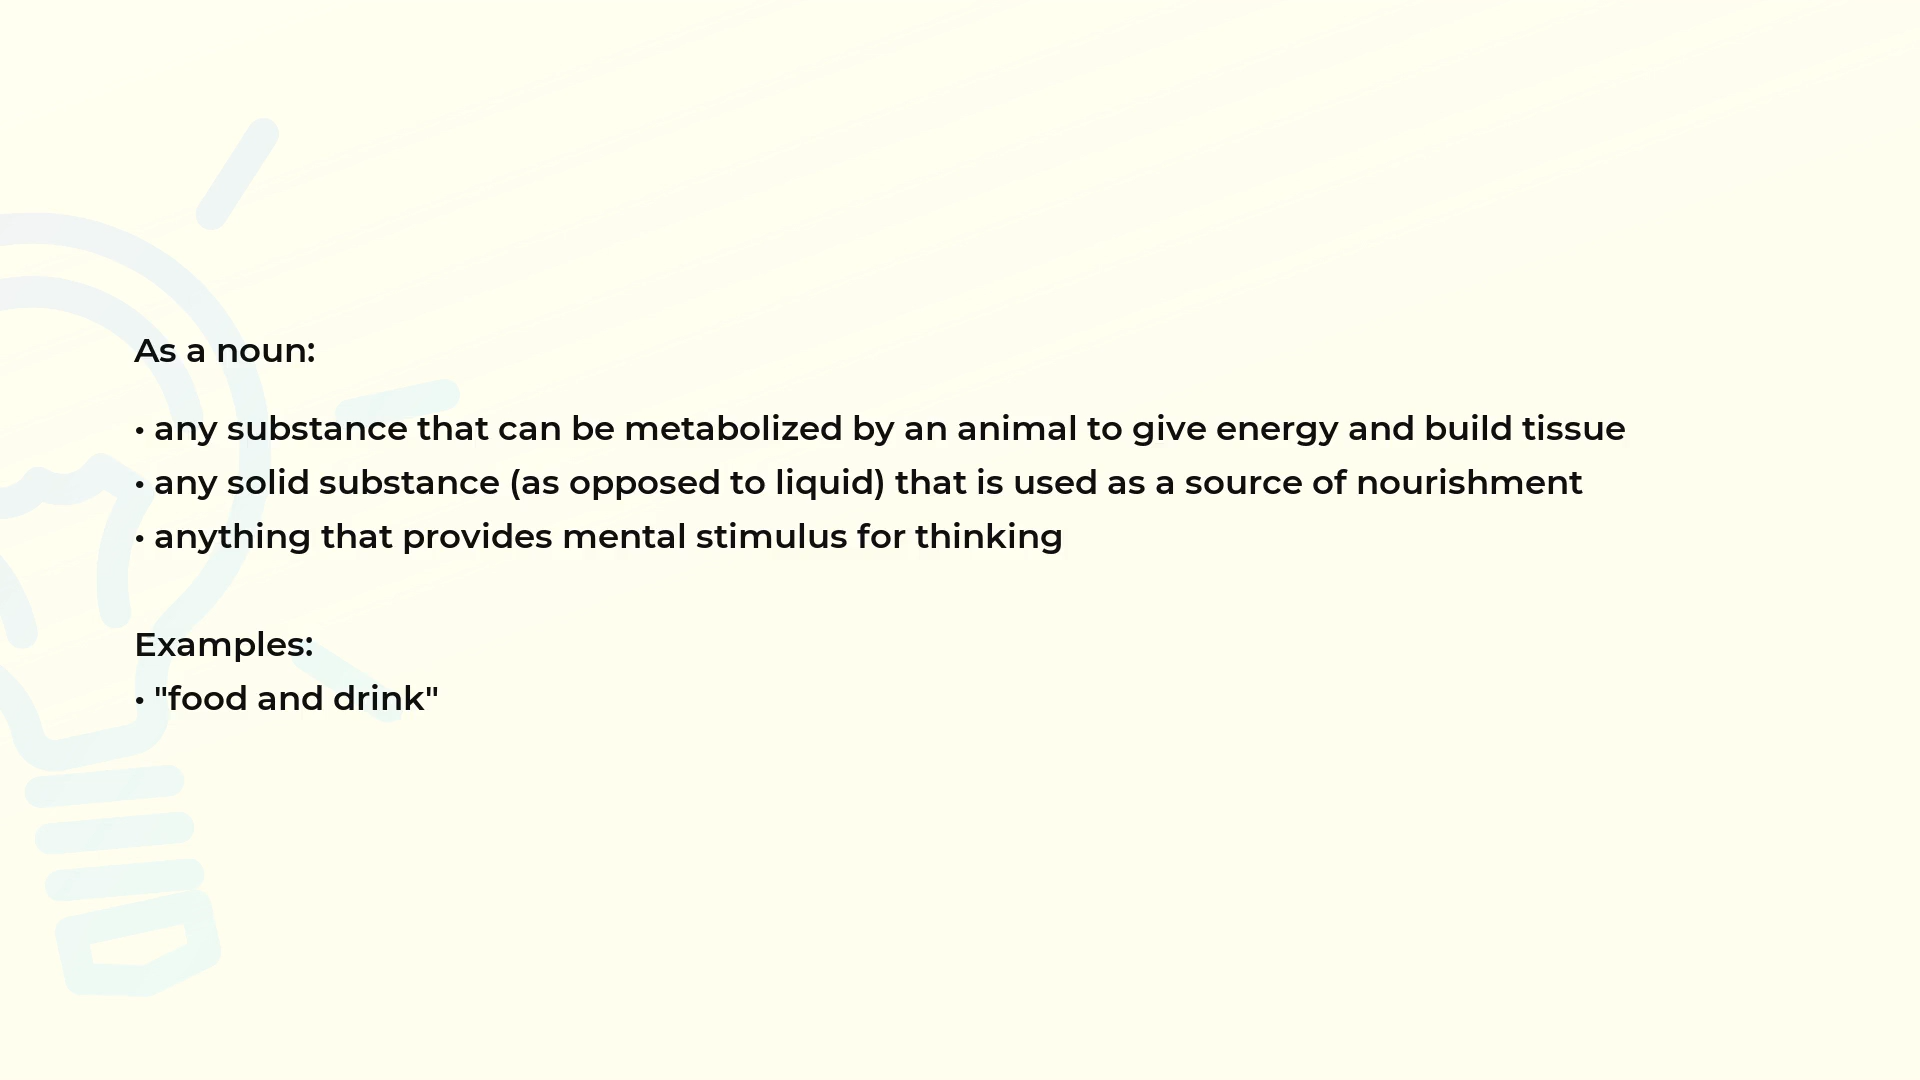 As a noun:
• any substance that can be metabolized by an animal to give energy and build tissue
• any solid substance (as opposed to liquid) that is used as a source of nourishment
• anything that provides mental stimulus for thinking
Examples:
• "food and drink"